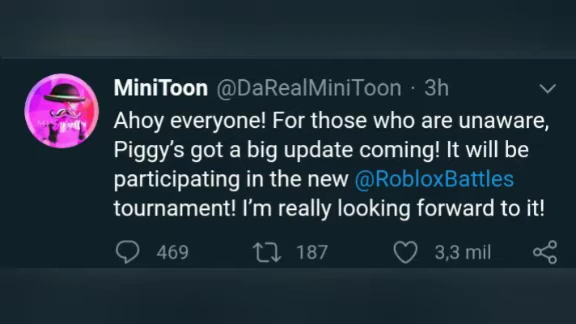 MiniToon @DaRealMiniToon · 3h
Ahoy everyone! For those who are unaware,
Piggy's got a big update coming! It will be
participating in the new @RobloxBattles
tournament! I'm really looking forward to it!
469 187 3,3 mil